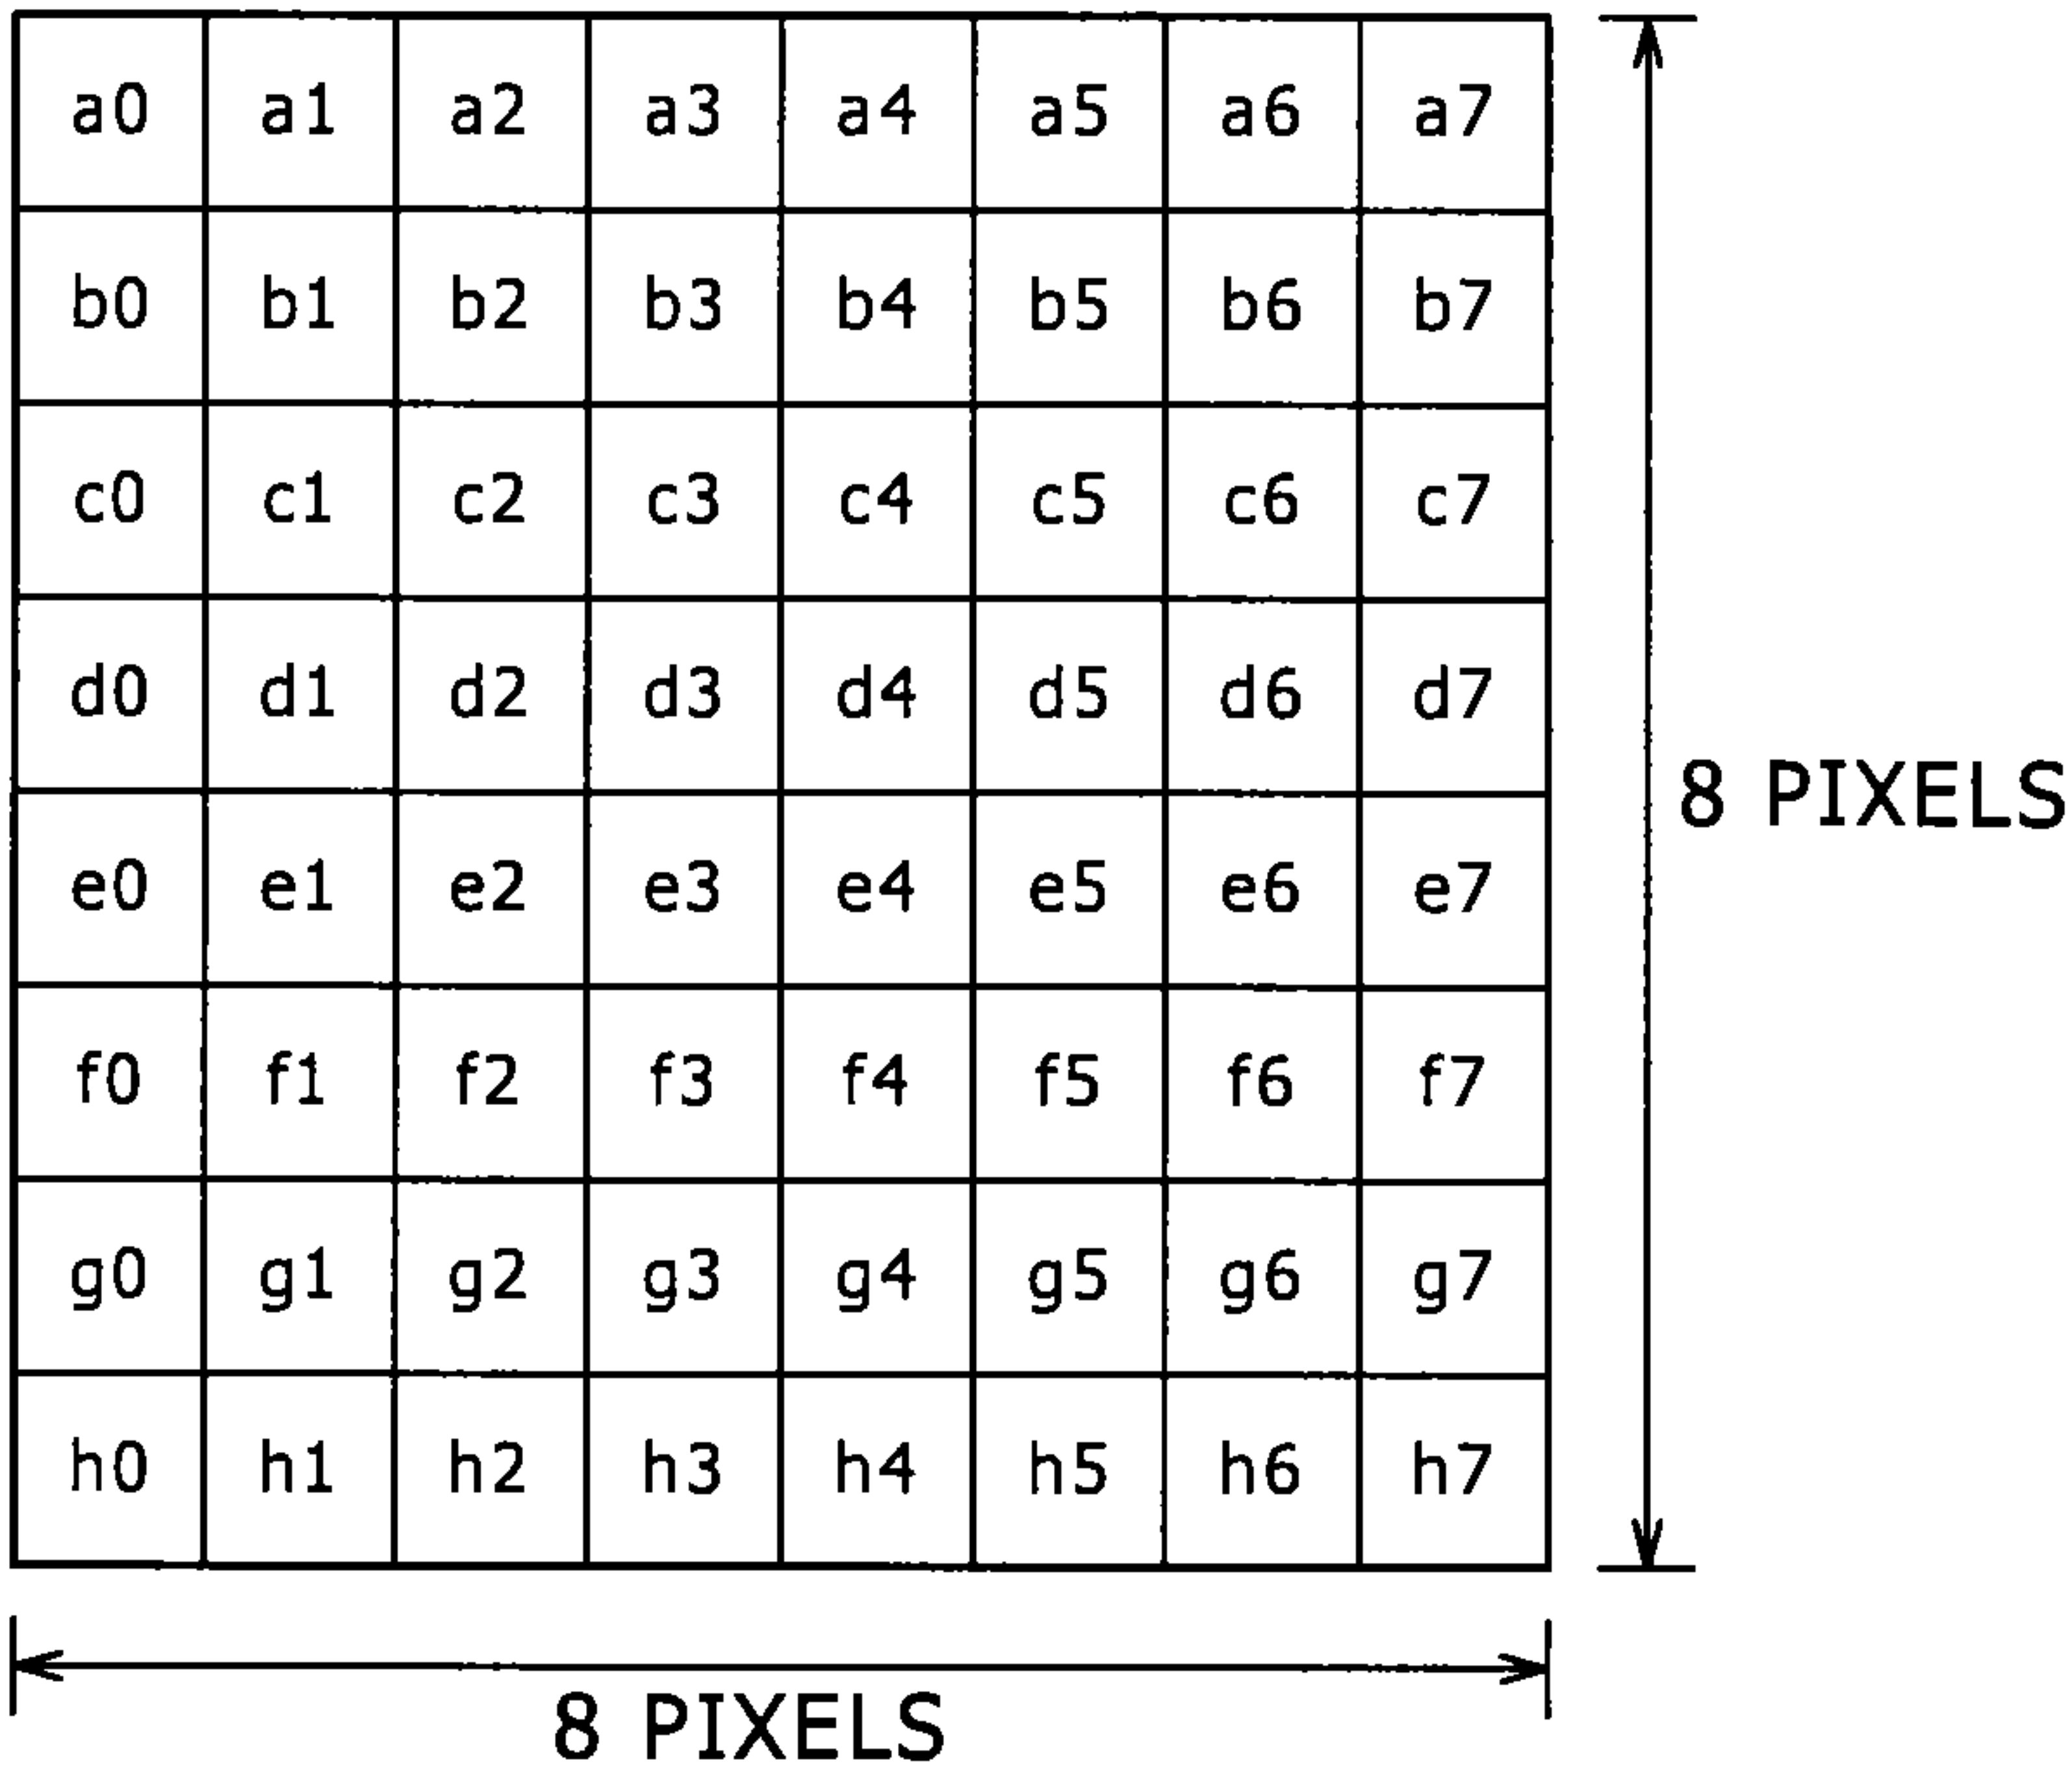 a0 a1 a2 a3 a4 a5 a6 a7
b0 b1 b2 b3 b4 b5 b6 b7
c0 c1 c2 c3 c4 c5 c6 c7
d0 d1 d2 d3 d4 d5 d6 d7
8 PIXELS
e0 e1 e2 e3 e4 e5 e6 e7
f0 f1 f2 f3 f4 f5 f6 f7
g0 g1 g2 g3 g4 g5 g6 g7
h0 h1 h2 h3 h4 h5 h6 h7
8 PIXELS